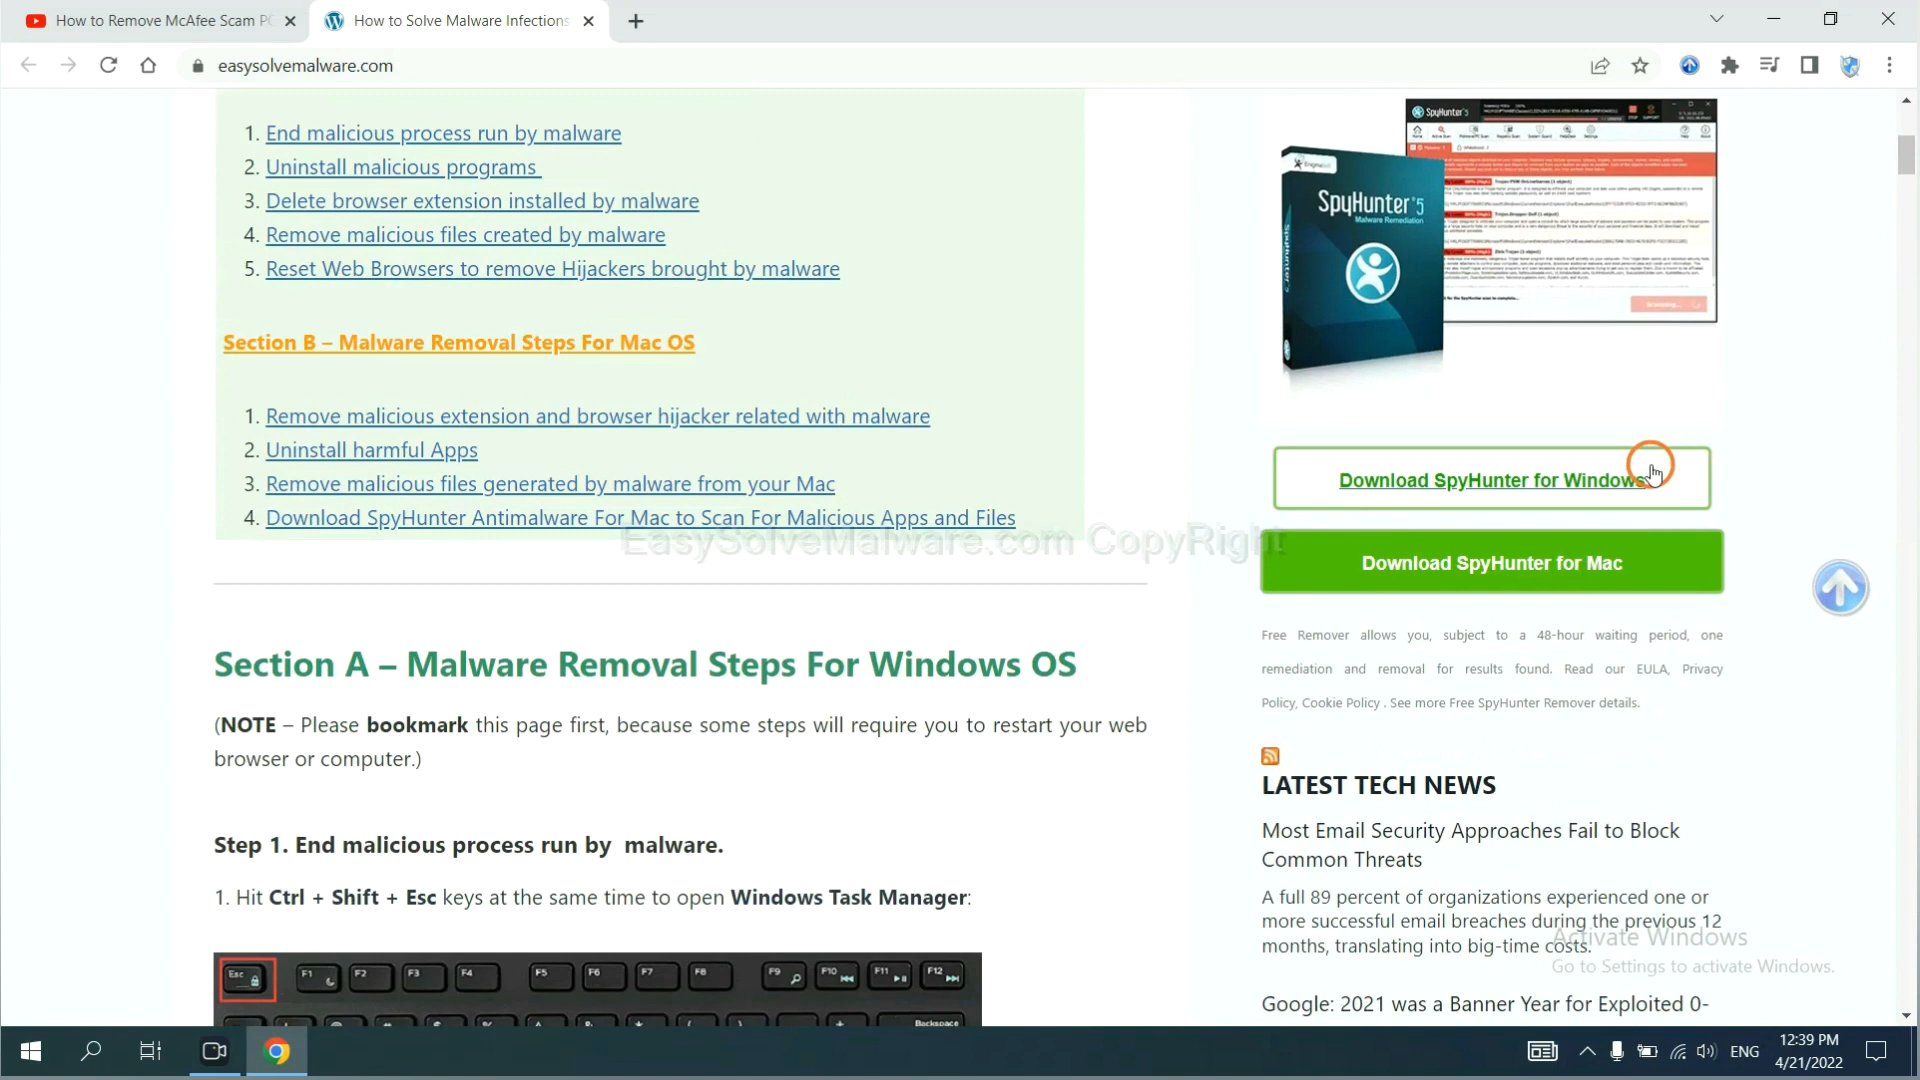 How to Remove McAfee Scam P
How to Solve Malware Infections
easysolvemalware.com
1. End malicious process run by malware
2. Uninstall malicious programs
3. Delete browser extension installed by malware
4. Remove malicious files created by malware
5. Reset Web Browsers to remove Hijackers brought by malware
Section B – Malware Removal Steps For Mac OS
1. Remove malicious extension and browser hijacker related with malware
2. Uninstall harmful Apps
3. Remove malicious files generated by malware from your Mac
4. Download SpyHunter Antimalware For Mac to Scan For Malicious Apps and Files
EasySolveMalware.com CopyRight
Section A – Malware Removal Steps For Windows OS
(NOTE – Please bookmark this page first, because some steps will require you to restart your web
browser or computer.)
Step 1. End malicious process run by malware.
1. Hit Ctrl + Shift + Esc keys at the same time to open Windows Task Manager:
Esc F1 F2 F3 F4 F5 F6 F7 F8 F9 F10 F11 F12
Backspace
SpyHunter 5
EnigmaSoft
SpyHunter 5
Malware Remediation
Download SpyHunter for Windows
Download SpyHunter for Mac
Free Remover allows you, subject to a 48-hour waiting period, one
remediation and removal for results found. Read our EULA, Privacy
Policy, Cookie Policy . See more Free SpyHunter Remover details.
LATEST TECH NEWS
Most Email Security Approaches Fail to Block
Common Threats
A full 89 percent of organizations experienced one or
more successful email breaches during the previous 12
months, translating into big-time costs.
Activate Windows
Go to Settings to activate Windows.
Google: 2021 was a Banner Year for Exploited 0-
ENG
12:39 PM
4/21/2022